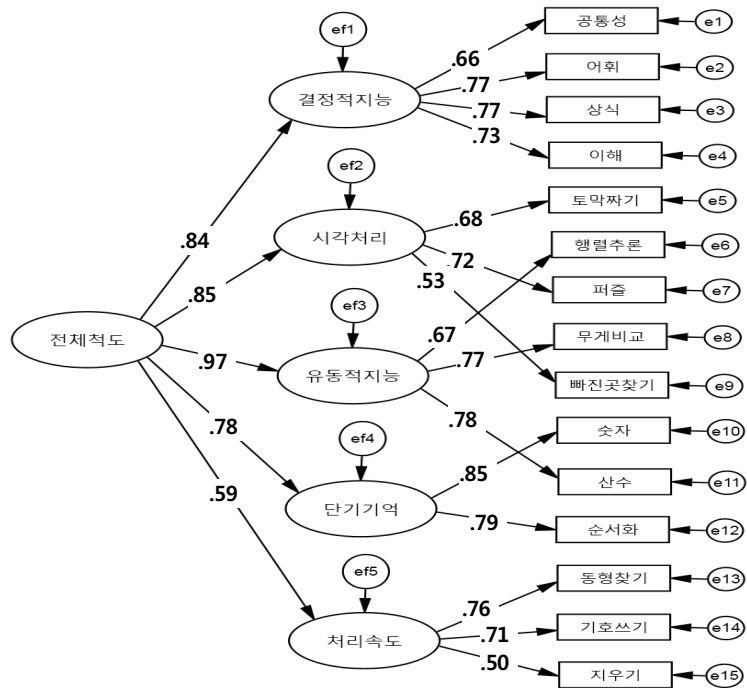 ef1
공통성
e1
.66
어휘
e2
.77
결정적지능
.77
상식
e3
.73
이해
e4
ef2
.84
.68
토막짜기
e5
시각처리
행렬추론
e6
.72
퍼즐
e7
.53
.85
ef3
전체척도
.97
유동적지능
.67
무게비교
e8
.77
빠진곳찾기
e9
.78
.78
ef4
숫자
e10
.85
산수
e11
.59
단기기억
.79
순서화
e12
ef5
동형찾기
e13
.76
처리속도
.71
기호쓰기
e14
.50
지우기
e15